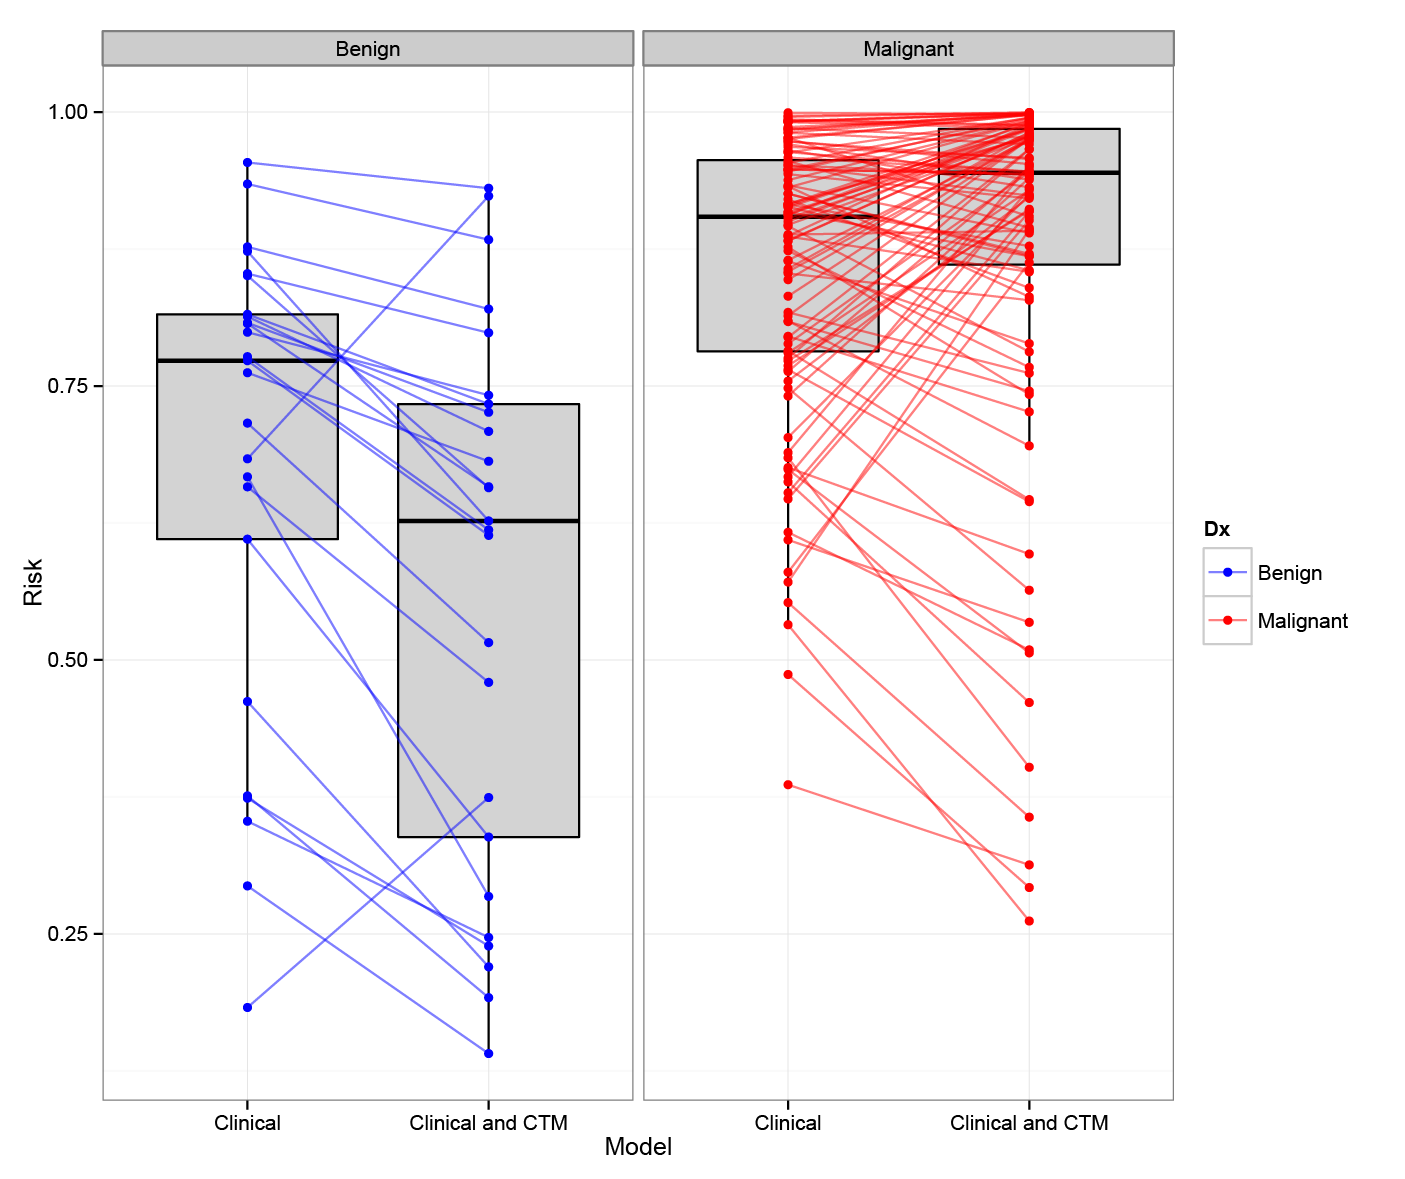 Benign Malignant
1.00
0.75
0.50
0.25
Risk
Clinical Clinical and CTM Clinical Clinical and CTM
Model
Dx
Benign
Malignant